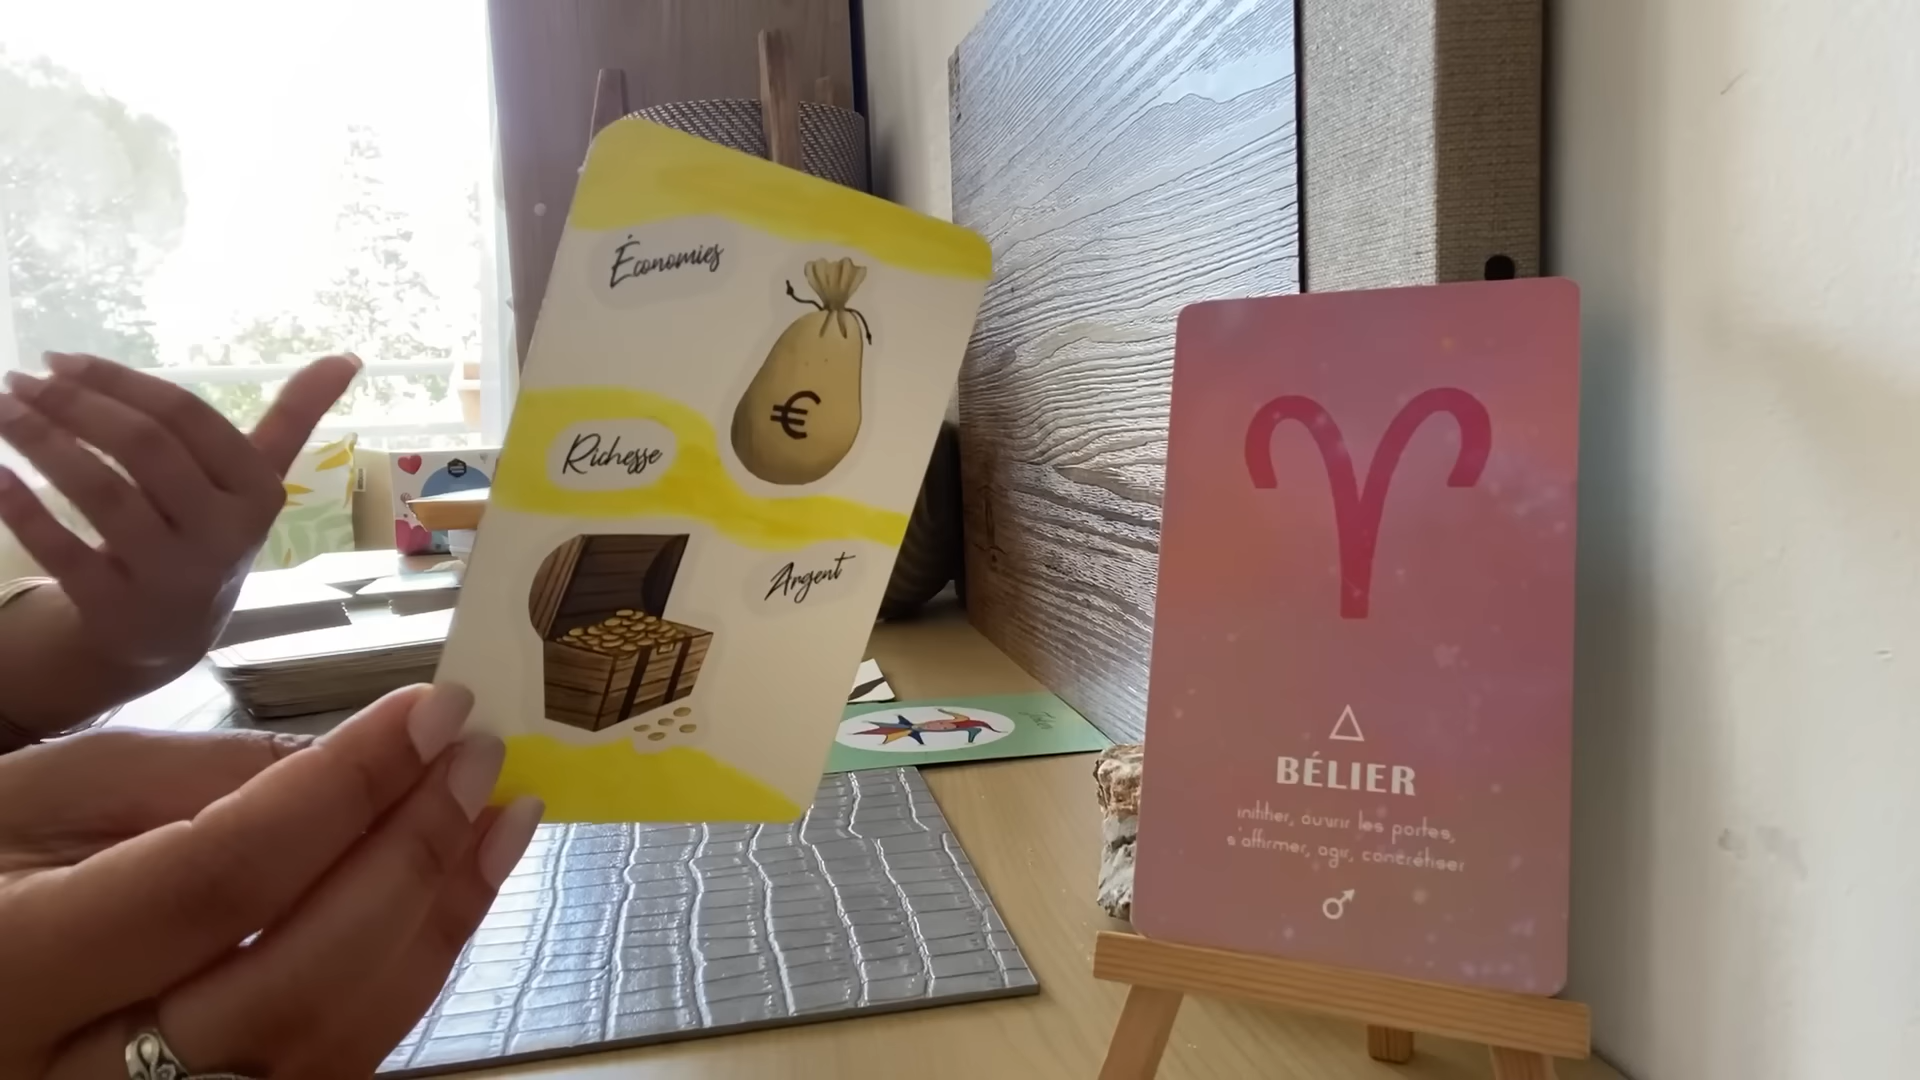 Économies
€
Richesse
Argent
BÉLIER
initier, ouvrir les portes,
s'affirmer, agir, concrétiser